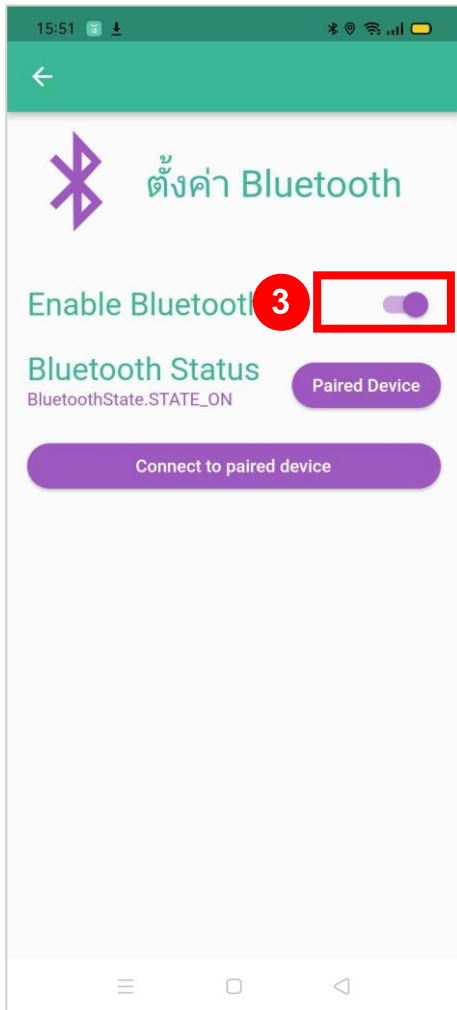 15:51
ตั้งค่า Bluetooth
Enable Bluetooth
3
Bluetooth Status
BluetoothState.STATE_ON
Paired Device
Connect to paired device